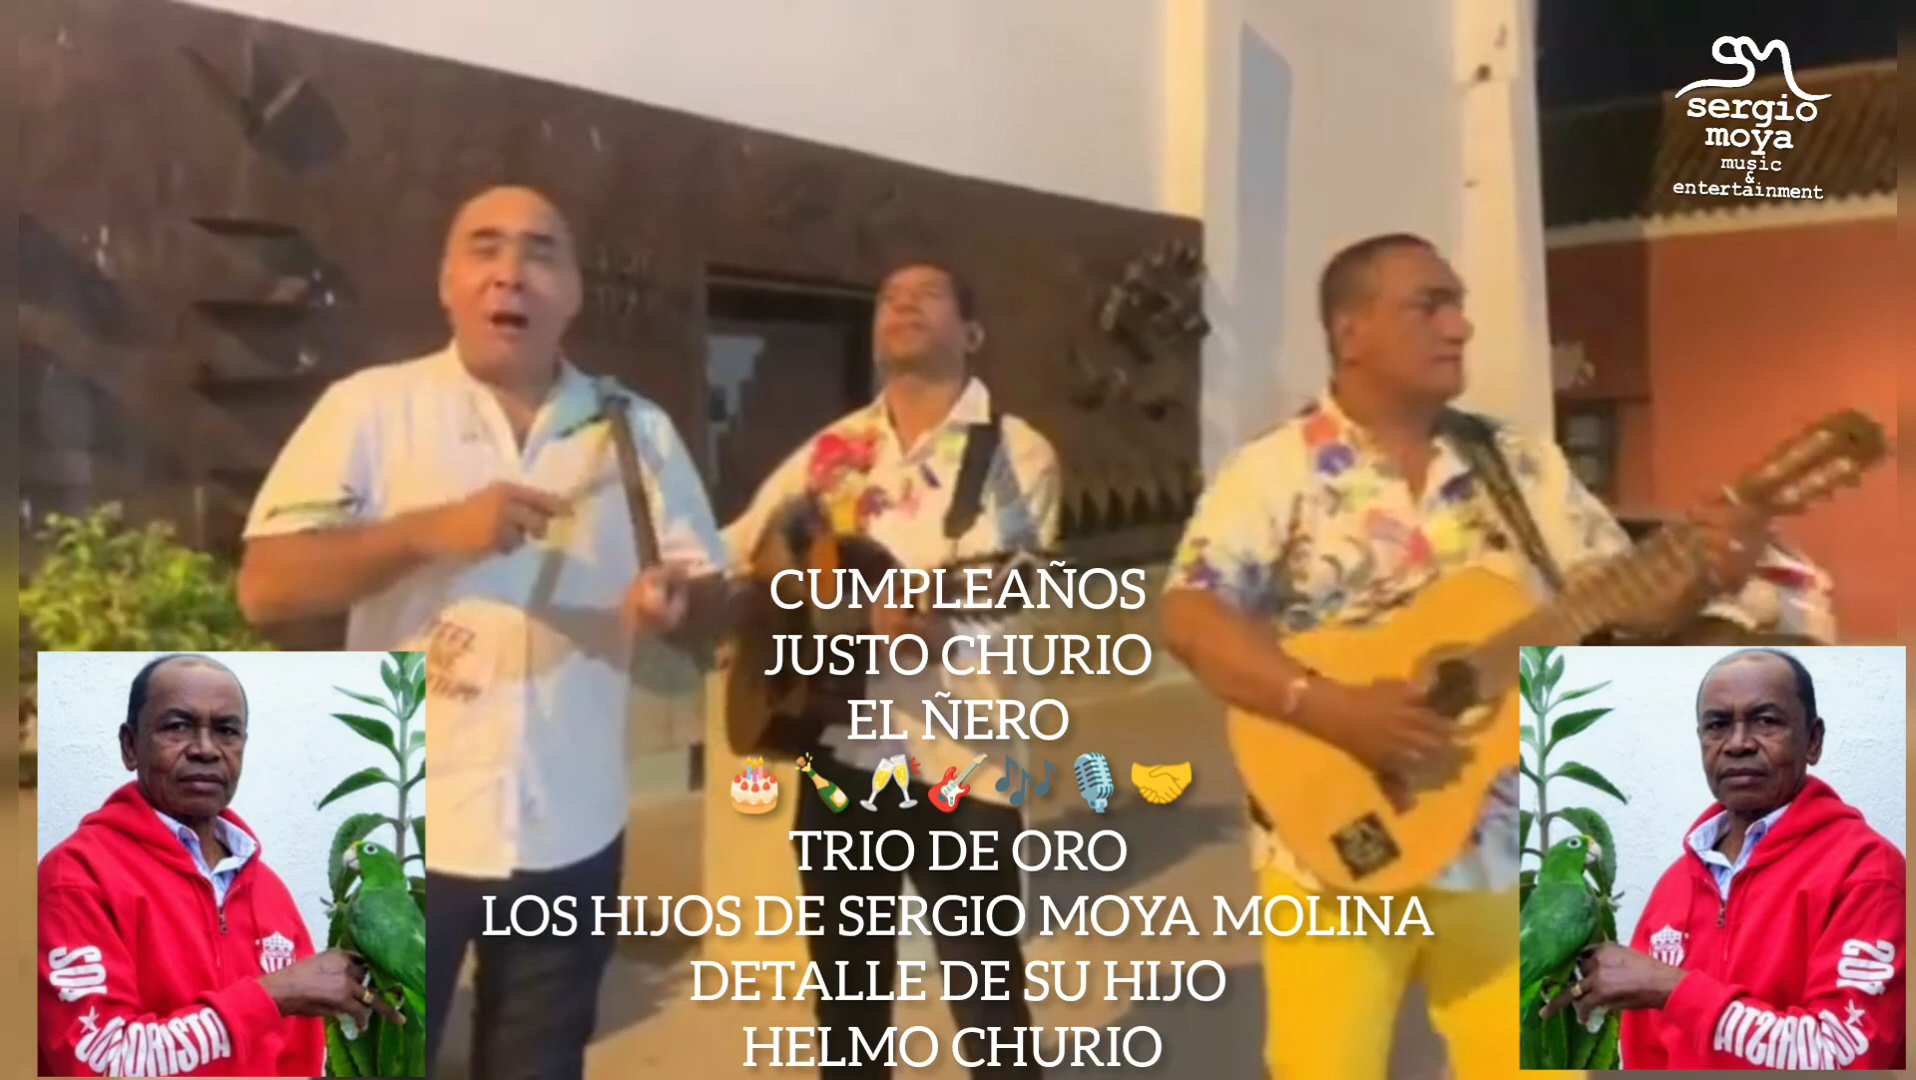 sergio
moya
music
&
entertainment
CUMPLEAÑOS
JUSTO CHURIO
EL ÑERO
🎂🍾🥂🎸🎶🎙️🤝
TRIO DE ORO
LOS HIJOS DE SERGIO MOYA MOLINA
DETALLE DE SU HIJO
HELMO CHURIO
SOY